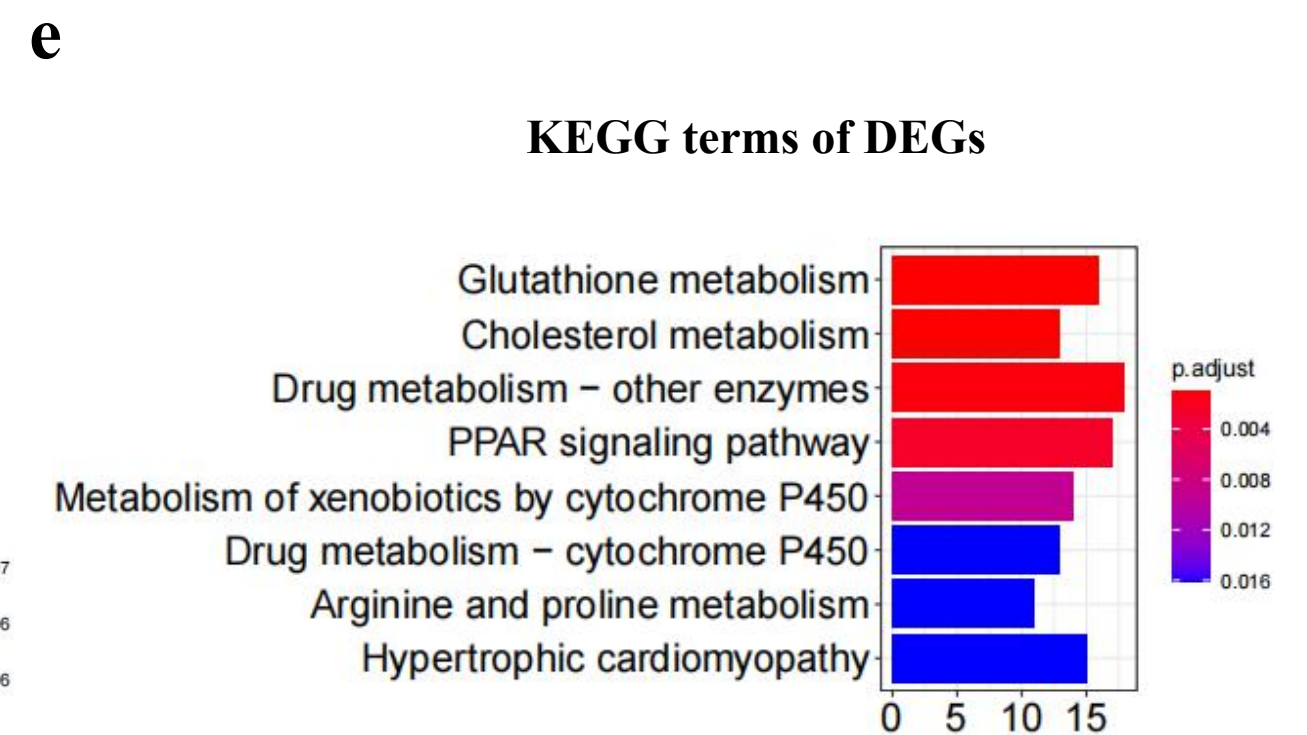 e
KEGG terms of DEGs
Glutathione metabolism
Cholesterol metabolism
Drug metabolism − other enzymes
PPAR signaling pathway
Metabolism of xenobiotics by cytochrome P450
Drug metabolism − cytochrome P450
Arginine and proline metabolism
Hypertrophic cardiomyopathy
0 5 10 15
p.adjust
0.004
0.008
0.012
0.016
7
6
6